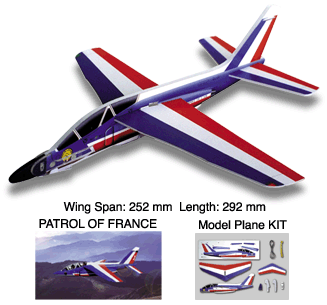 Wing Span: 252 mm  Length: 292 mm
PATROL OF FRANCE
Model Plane KIT